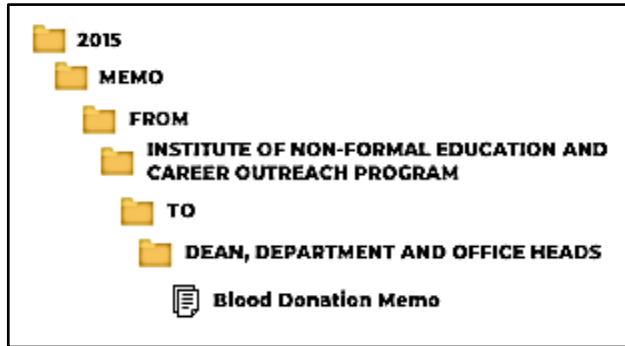 2015
MEMO
FROM
INSTITUTE OF NON-FORMAL EDUCATION AND
CAREER OUTREACH PROGRAM
TO
DEAN, DEPARTMENT AND OFFICE HEADS
Blood Donation Memo